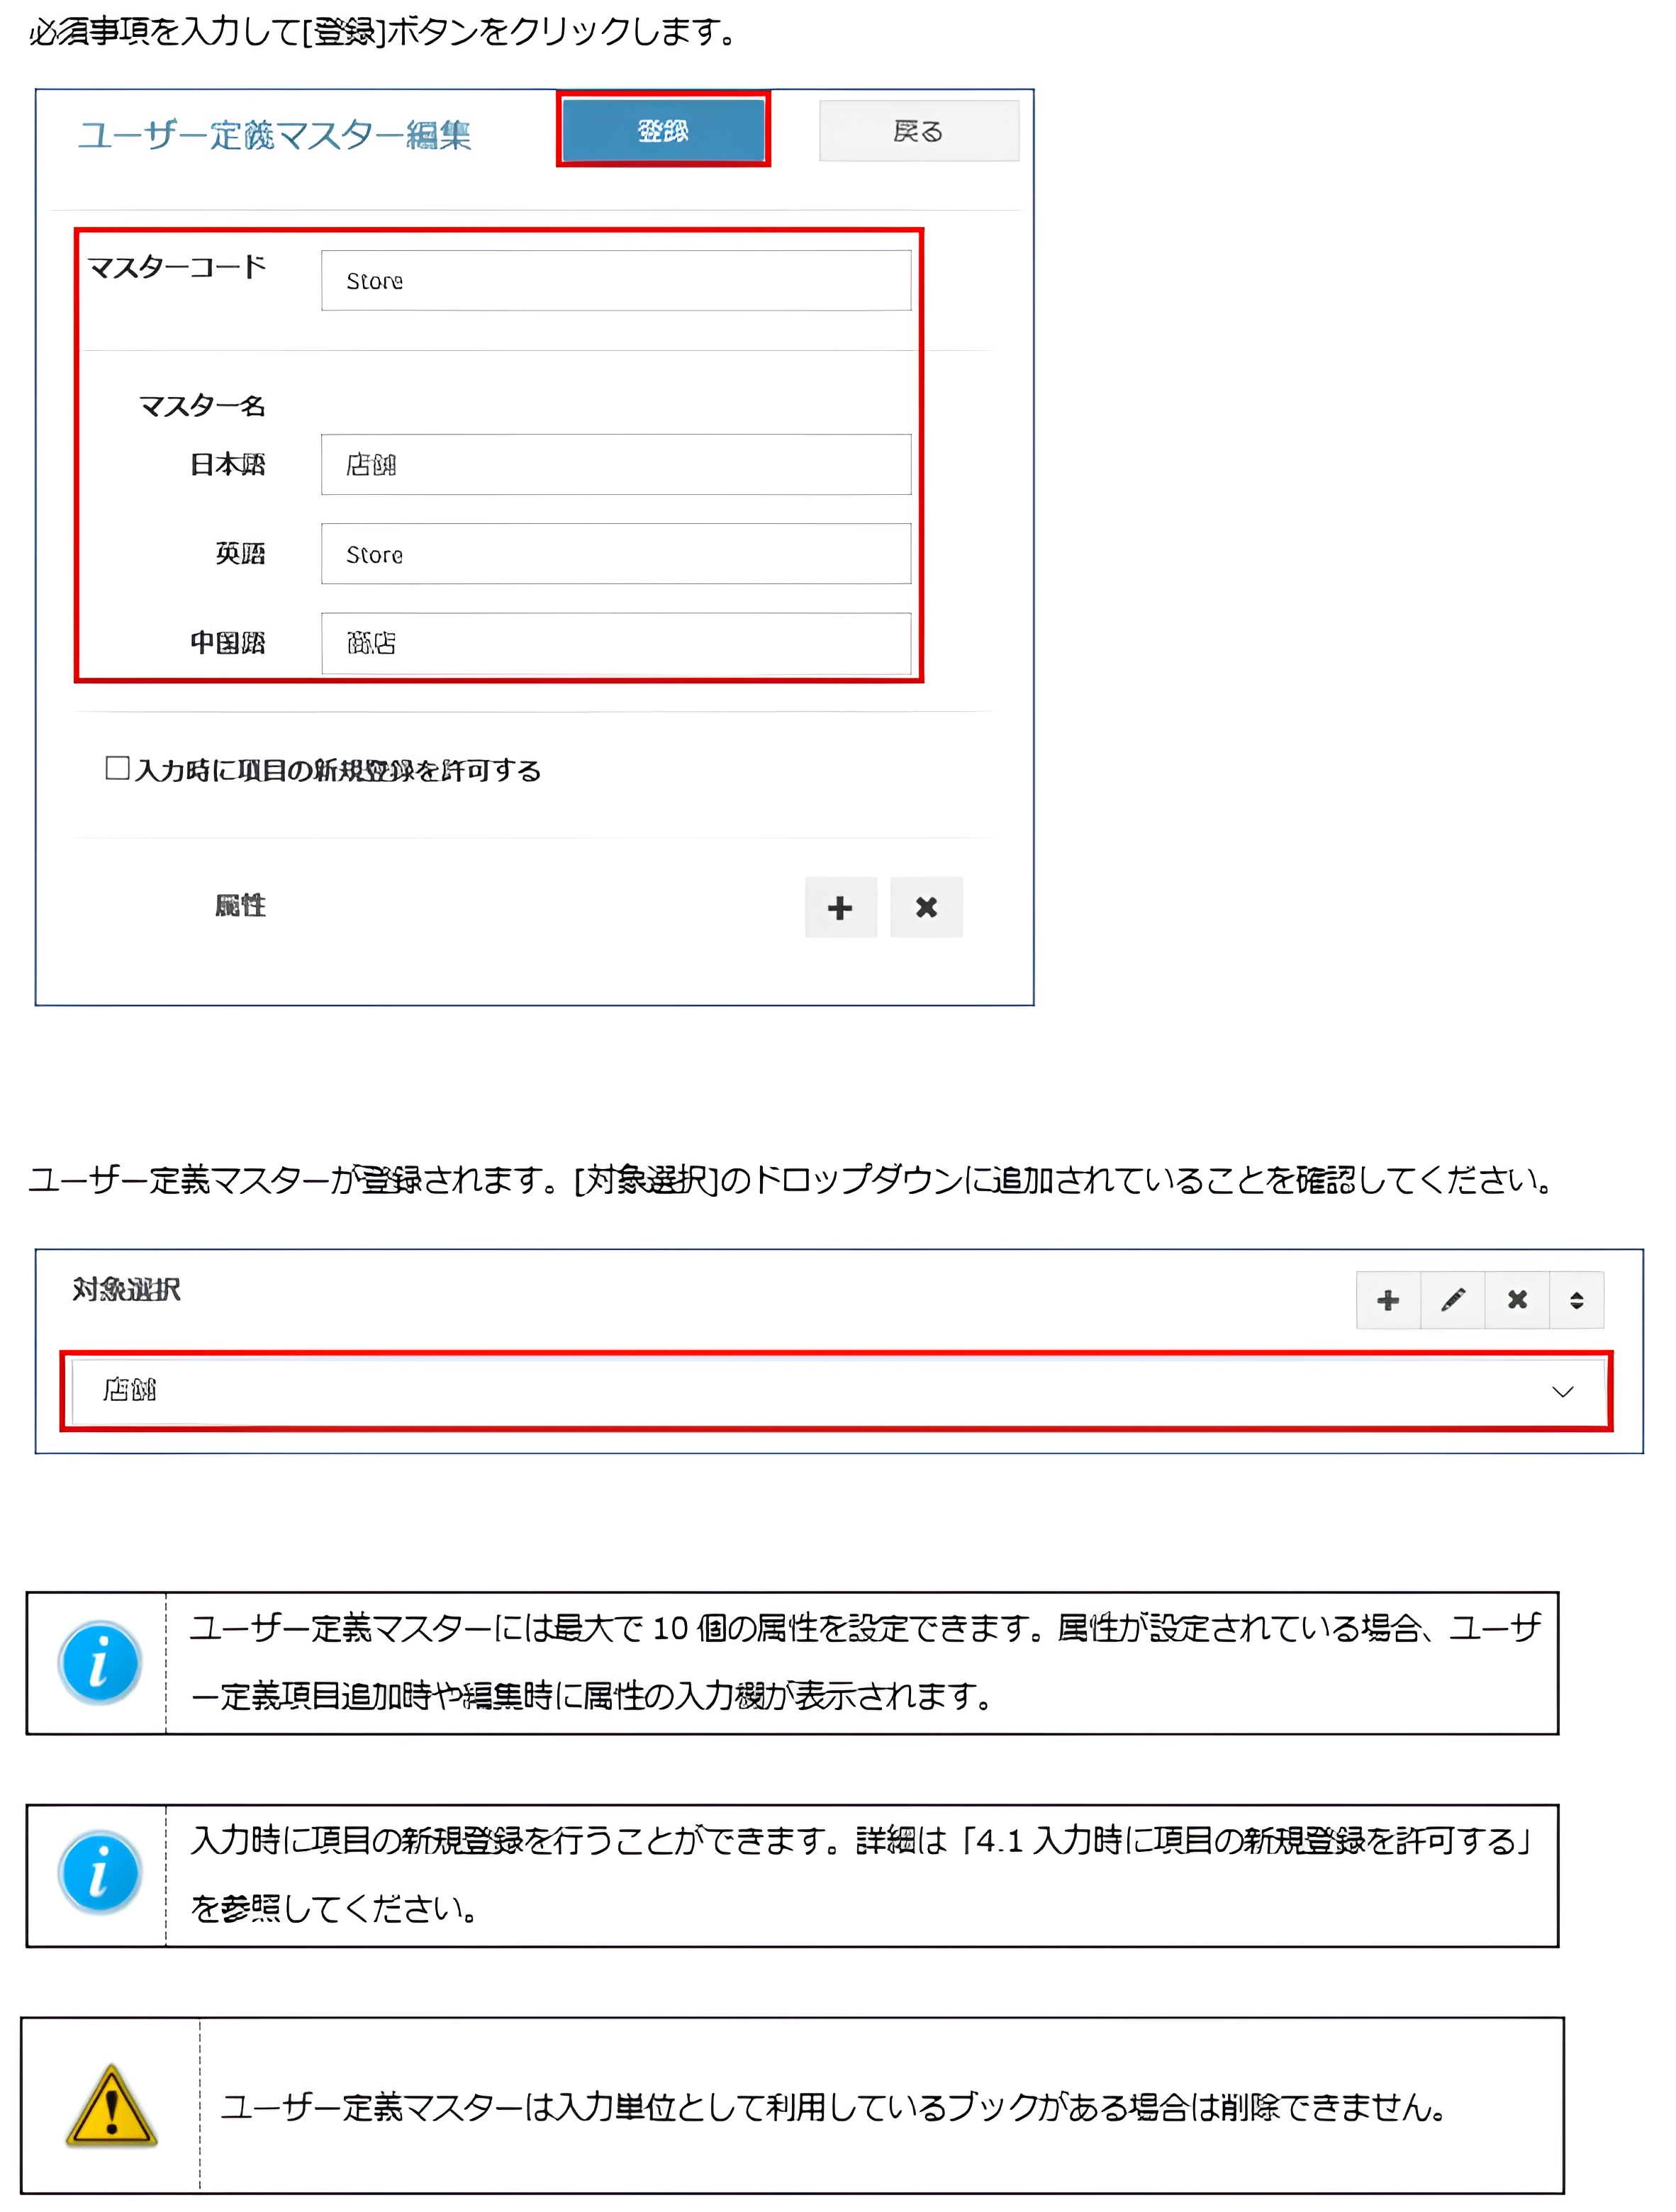 必須事項を入力して[登録]ボタンをクリックします。
ユーザー定義マスター編集
登録
戻る
マスターコード
Store
マスター名
日本語
店舗
英語
Store
中国語
商店
入力時に項目の新規登録を許可する
属性
ユーザー定義マスターが登録されます。[対象選択]のドロップダウンに追加されていることを確認してください。
対象選択
店舗
ユーザー定義マスターには最大で 10 個の属性を設定できます。属性が設定されている場合、ユーザ
ー定義項目追加時や編集時に属性の入力欄が表示されます。
入力時に項目の新規登録を行うことができます。詳細は「4.1 入力時に項目の新規登録を許可する」
を参照してください。
ユーザー定義マスターは入力単位として利用しているブックがある場合は削除できません。